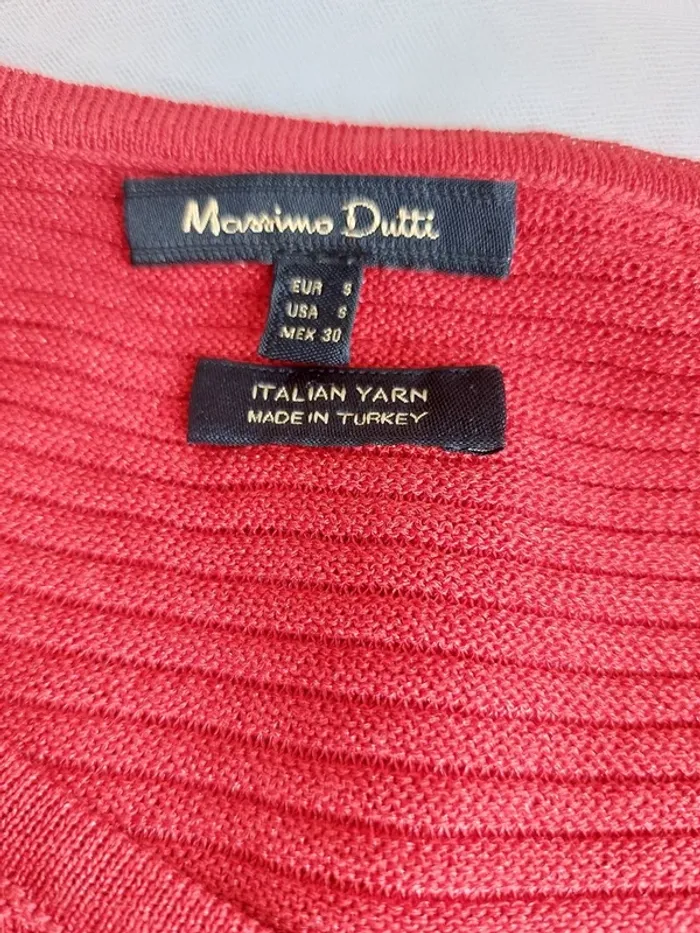 Massimo Dutti
EUR S
USA S
MEX 30
ITALIAN YARN
MADE IN TURKEY